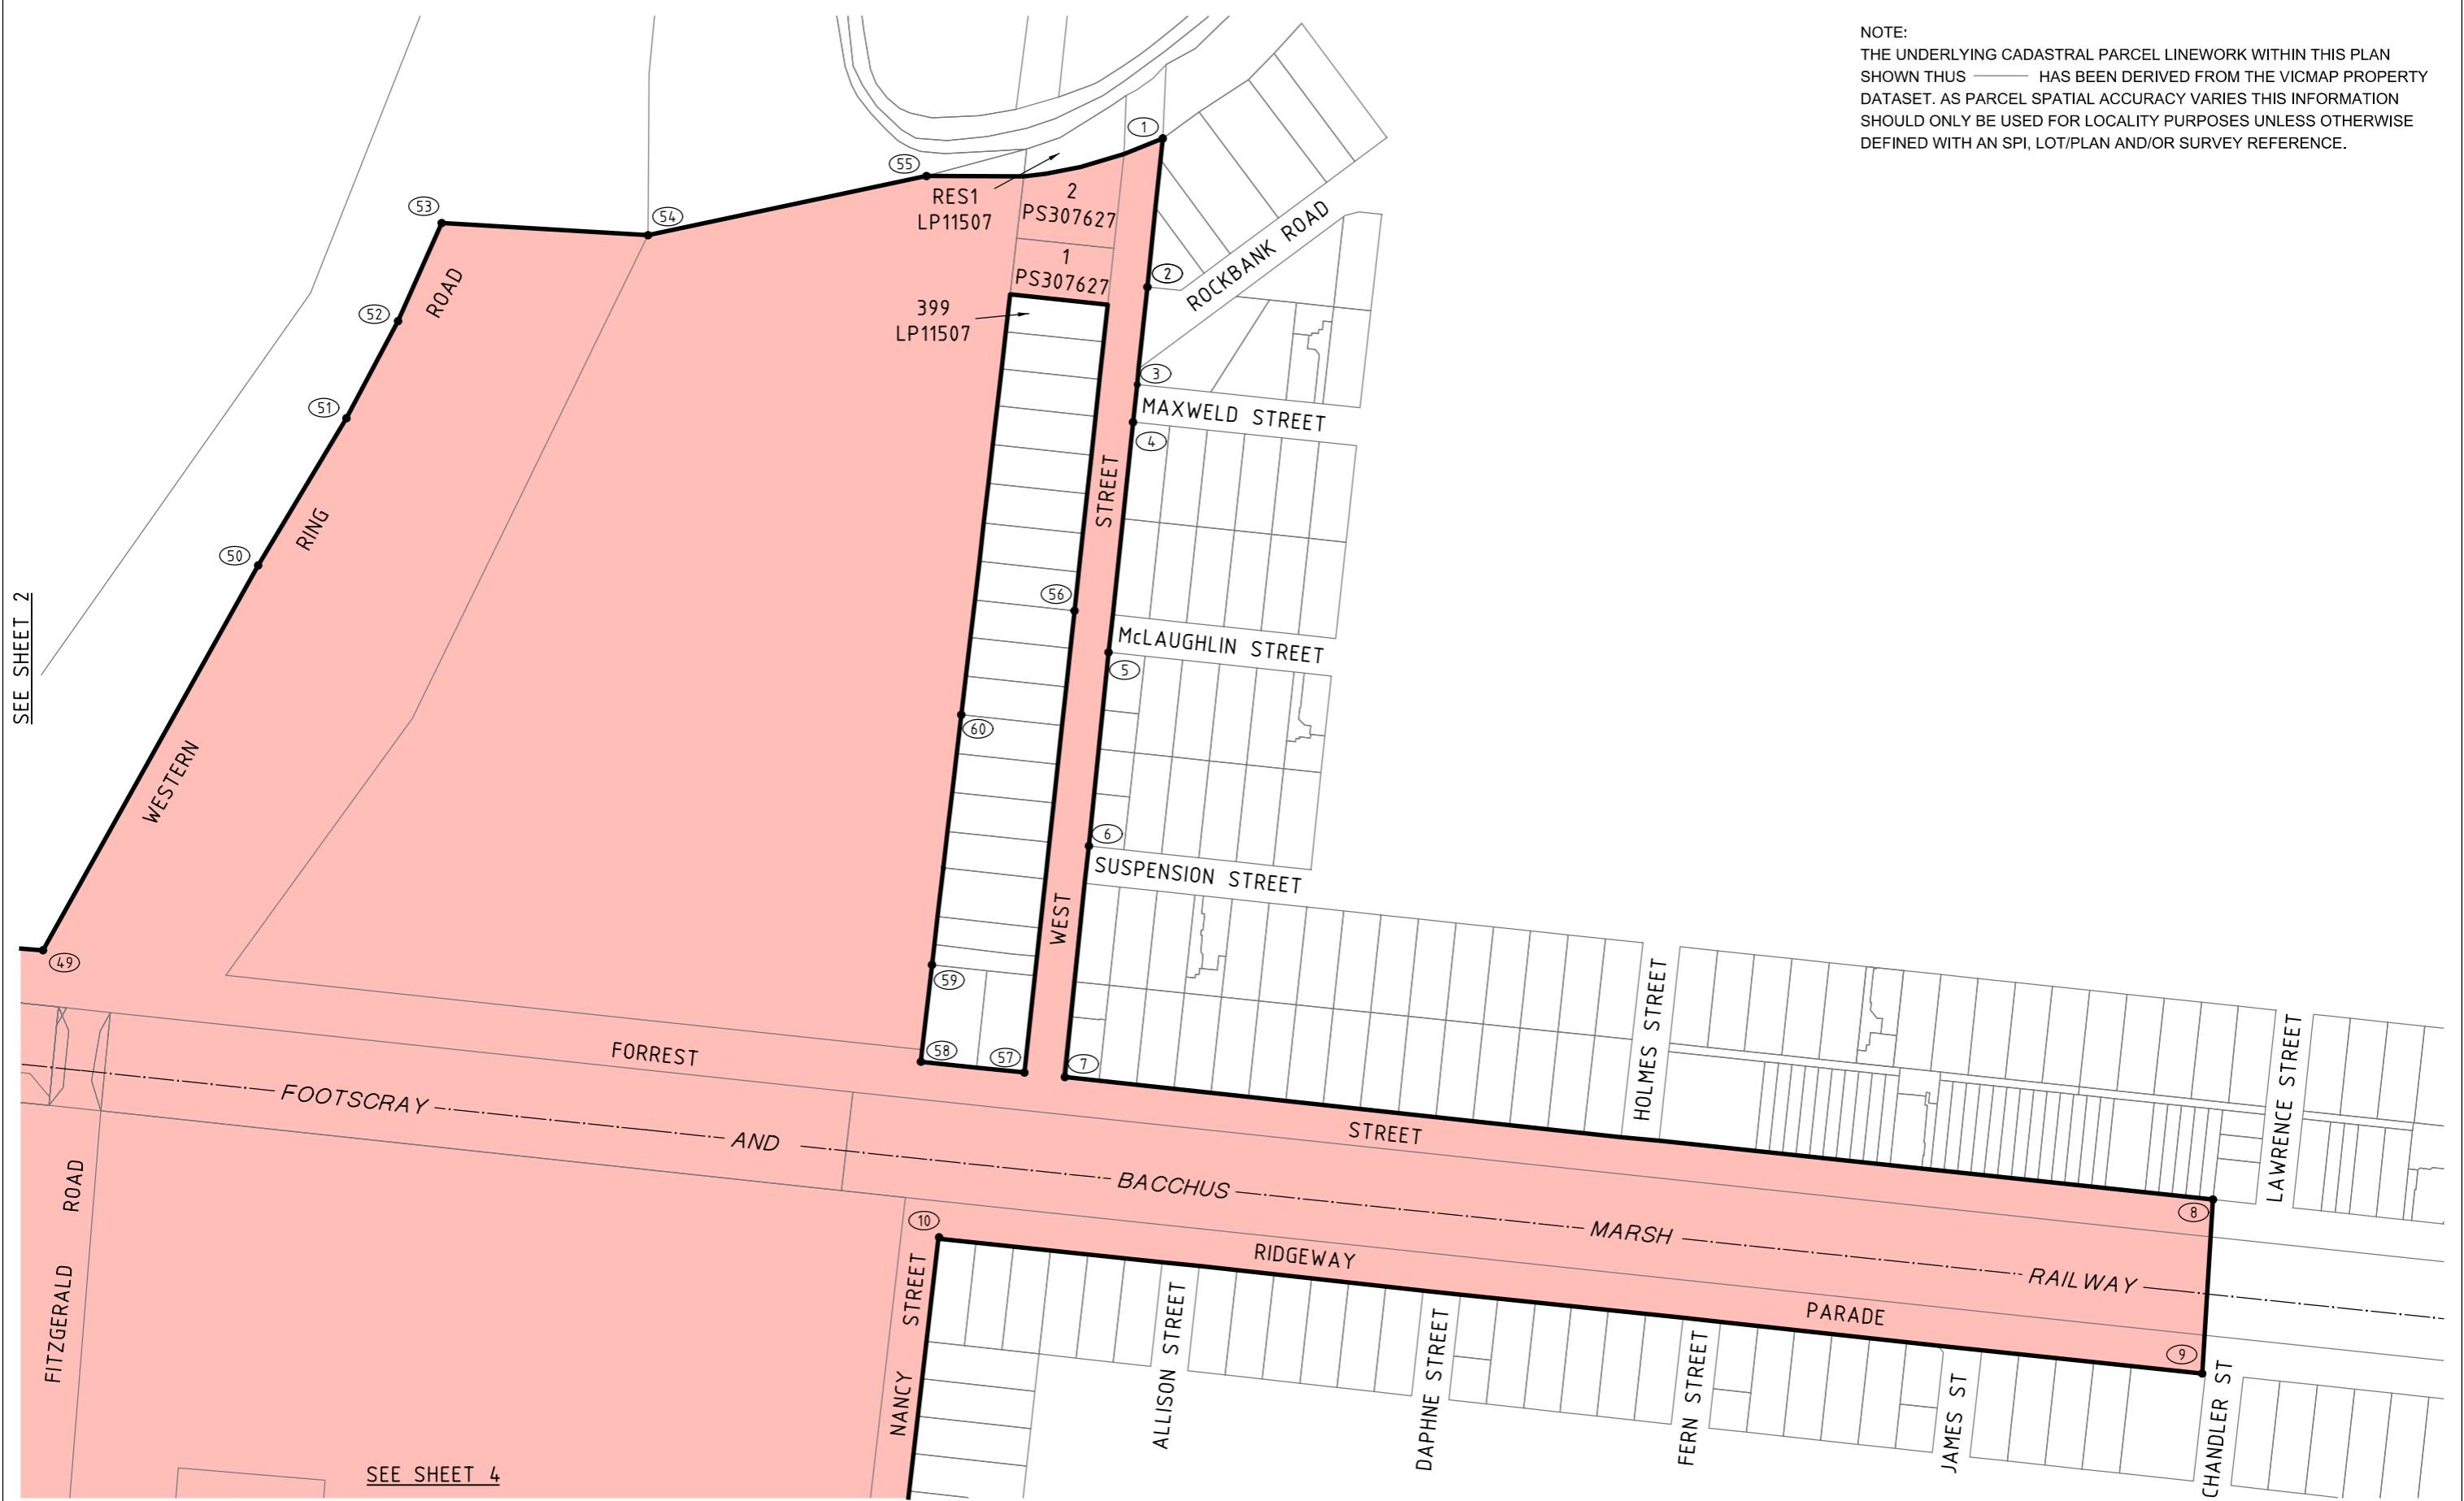 NOTE:
THE UNDERLYING CADASTRAL PARCEL LINEWORK WITHIN THIS PLAN
SHOWN THUS HAS BEEN DERIVED FROM THE VICMAP PROPERTY
DATASET. AS PARCEL SPATIAL ACCURACY VARIES THIS INFORMATION
SHOULD ONLY BE USED FOR LOCALITY PURPOSES UNLESS OTHERWISE
DEFINED WITH AN SPI, LOT/PLAN AND/OR SURVEY REFERENCE.
1
55
RES1
LP11507
2
PS307627
53
54
1
PS307627
2
ROCKBANK ROAD
399
LP11507
52
51
3
MAXWELD STREET
4
50
56
McLAUGHLIN STREET
5
60
6
SUSPENSION STREET
WESTERN RING ROAD
WEST STREET
SEE SHEET 2
49
59
58
57
7
FORREST STREET
FOOTSCRAY AND BACCHUS MARSH RAILWAY
HOLMES STREET
LAWRENCE STREET
8
10
RIDGEWAY PARADE
9
FITZGERALD ROAD
NANCY STREET
ALLISON STREET
DAPHNE STREET
FERN STREET
JAMES ST
CHANDLER ST
SEE SHEET 4